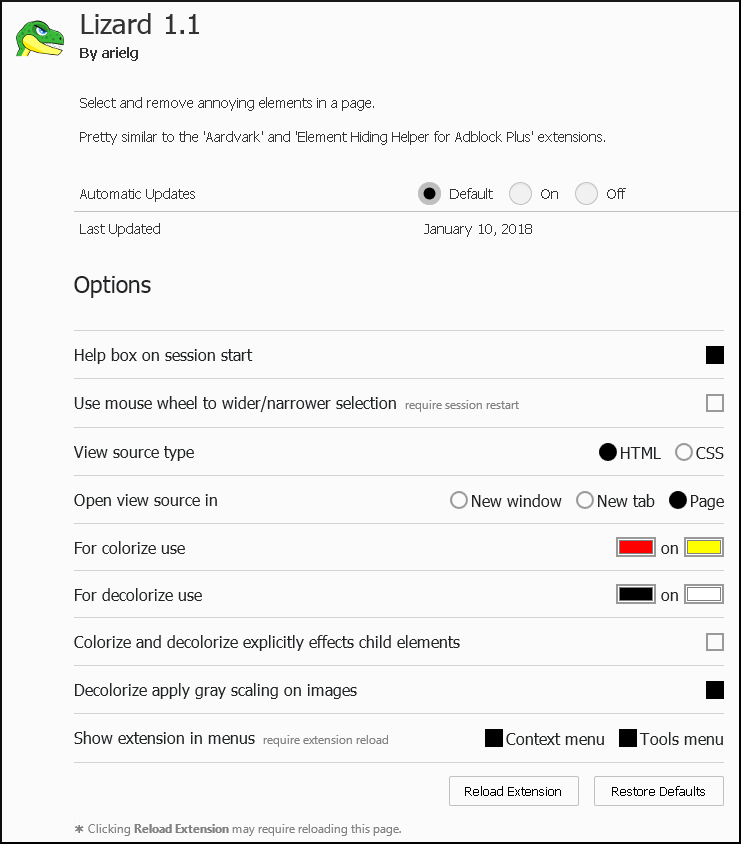 Lizard 1.1
By arielg
Select and remove annoying elements in a page.
Pretty similar to the 'Aardvark' and 'Element Hiding Helper for Adblock Plus' extensions.
Automatic Updates Default On Off
Last Updated January 10, 2018
Options
Help box on session start
Use mouse wheel to wider/narrower selection require session restart
View source type HTML CSS
Open view source in New window New tab Page
For colorize use on
For decolorize use on
Colorize and decolorize explicitly effects child elements
Decolorize apply gray scaling on images
Show extension in menus require extension reload Context menu Tools menu
Reload Extension Restore Defaults
✱ Clicking Reload Extension may require reloading this page.